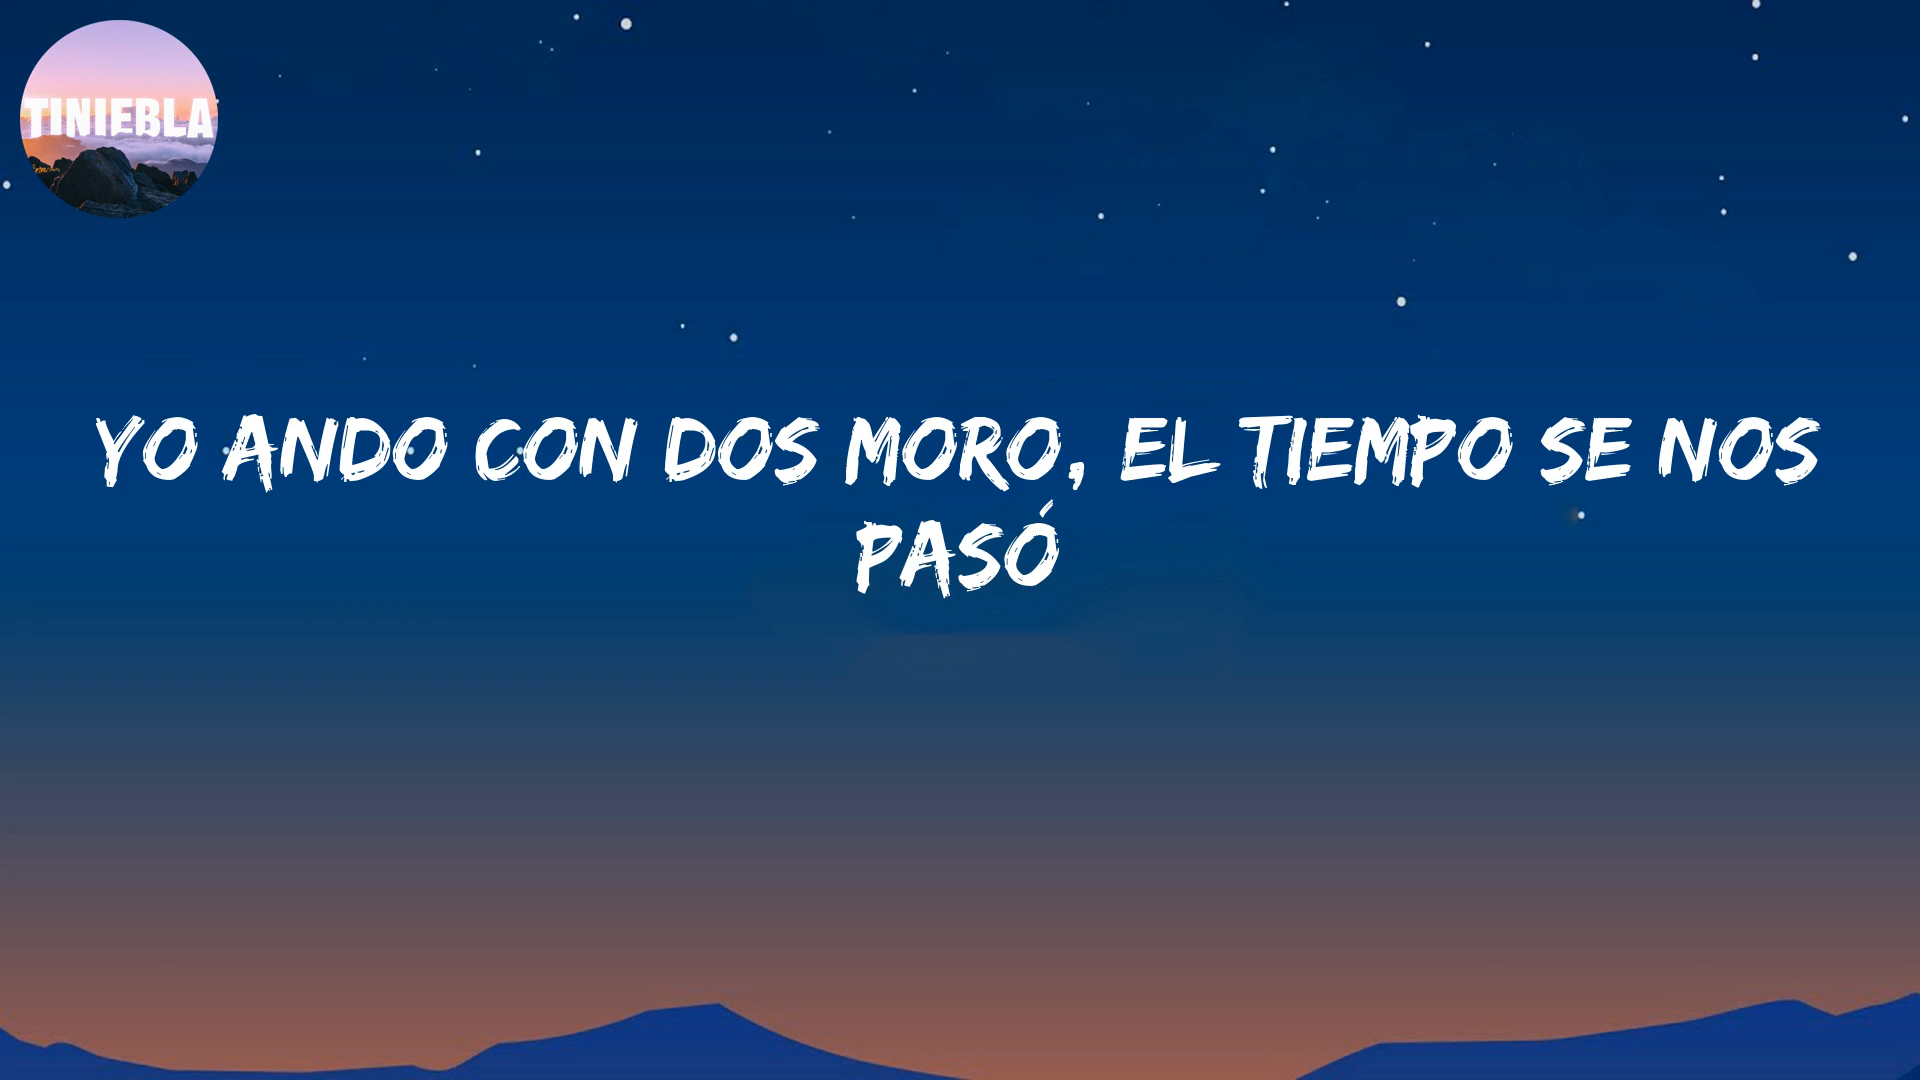 TINIEBLA
YO ANDO CON DOS MORO, EL TIEMPO SE NOS
PASÓ